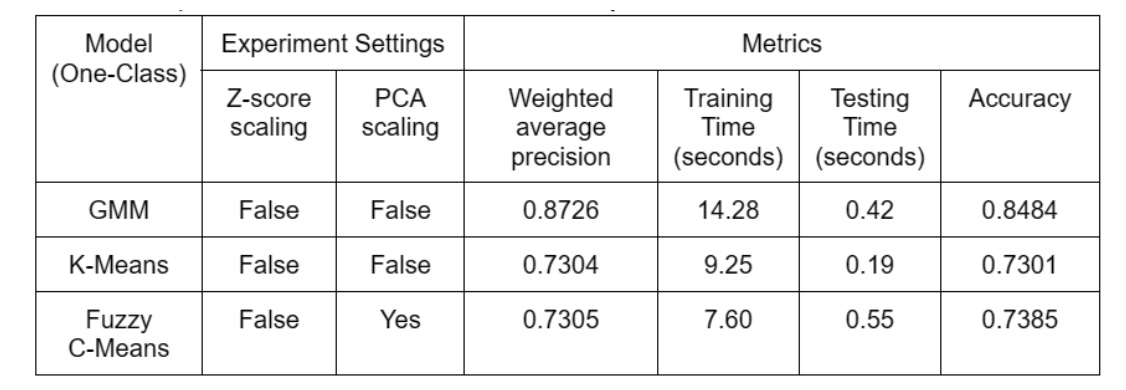 Model (One-Class) Experiment Settings Metrics
Z-score scaling PCA scaling Weighted average precision Training Time (seconds) Testing Time (seconds) Accuracy
GMM False False 0.8726 14.28 0.42 0.8484
K-Means False False 0.7304 9.25 0.19 0.7301
Fuzzy C-Means False Yes 0.7305 7.60 0.55 0.7385